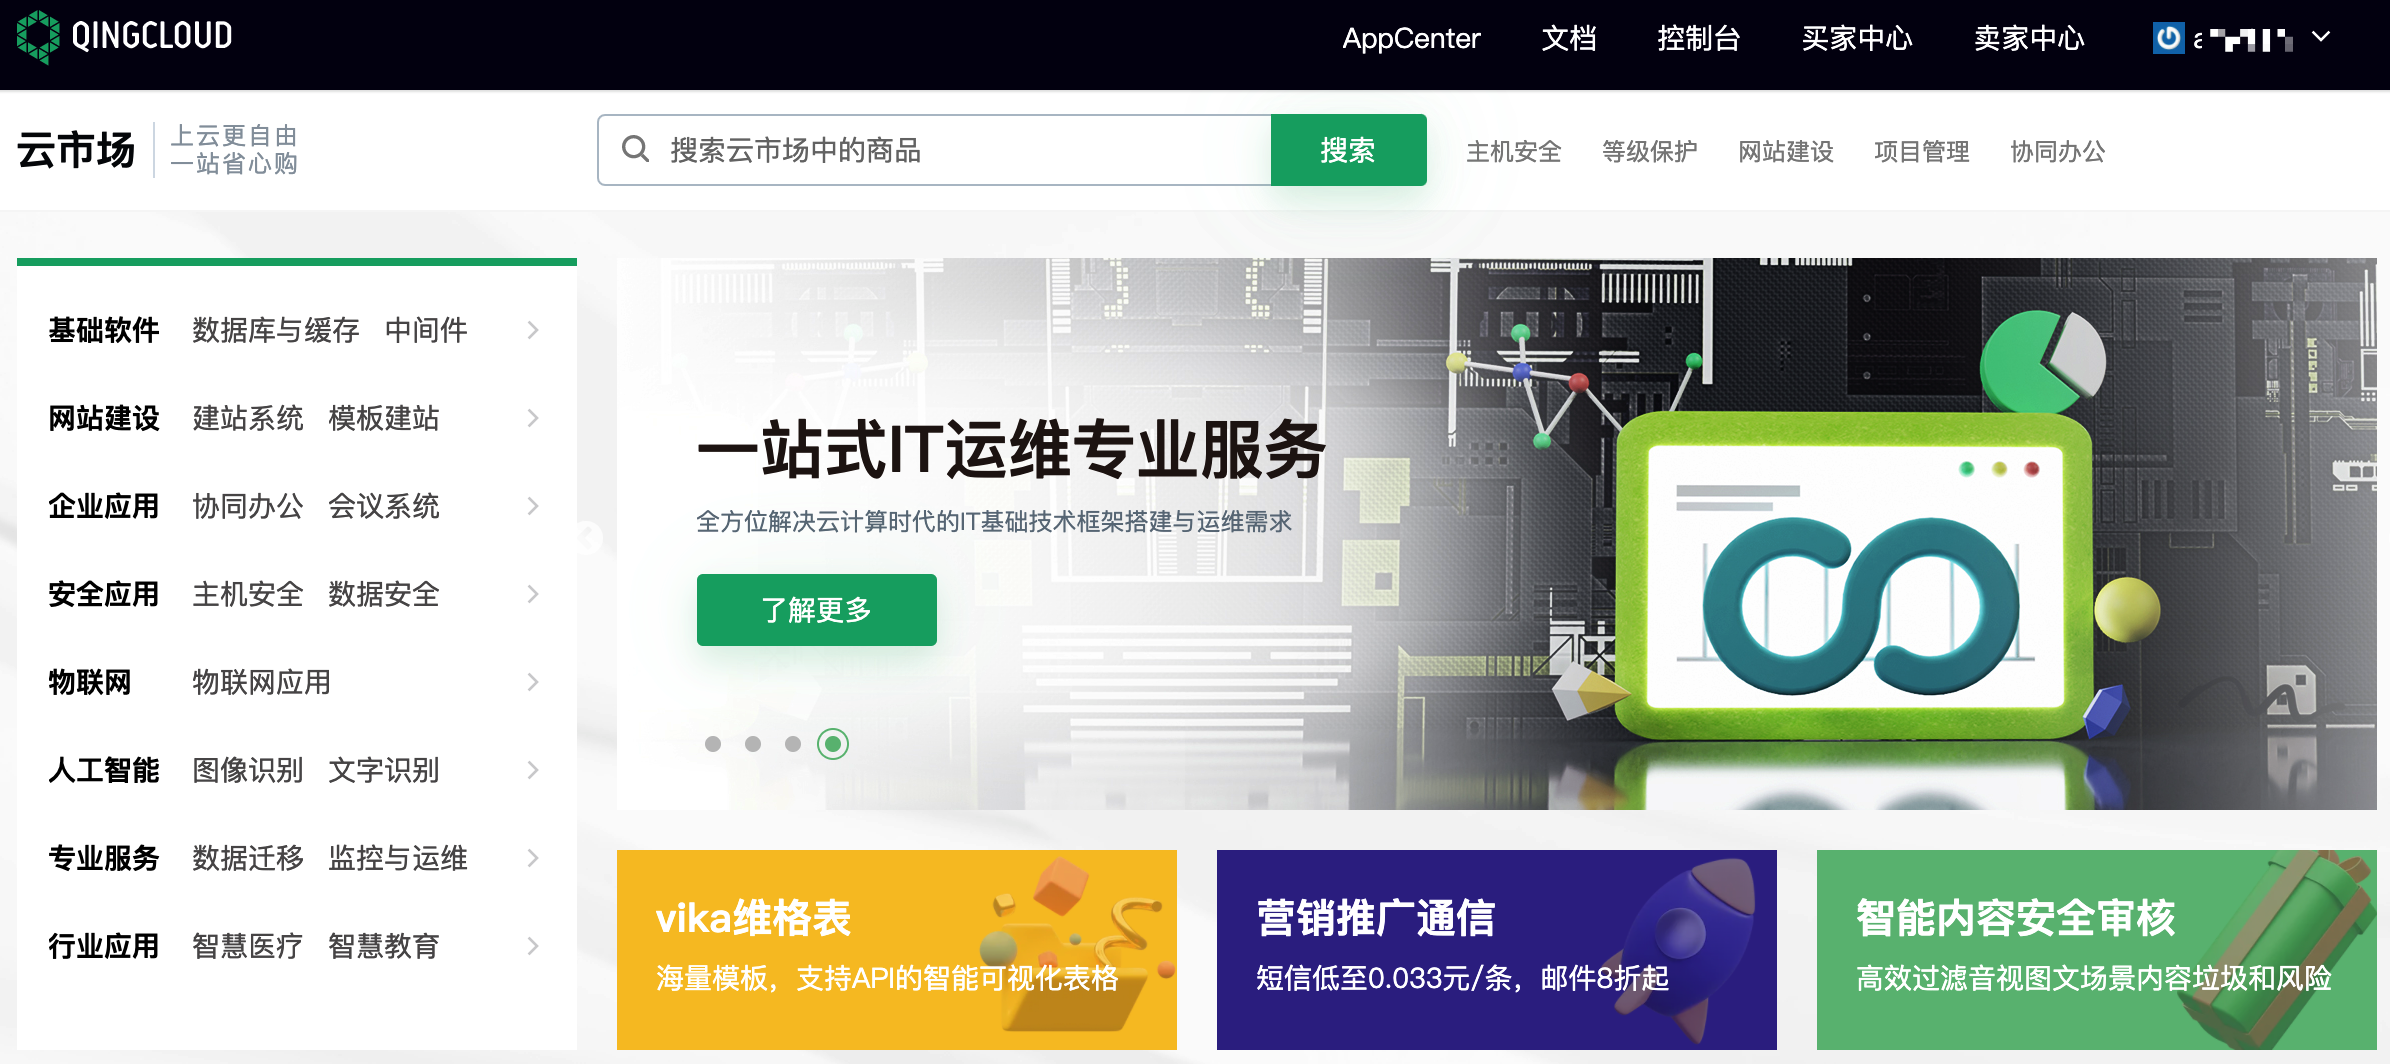 QINGCLOUD
AppCenter 文档 控制台 买家中心 卖家中心
云市场
上云更自由
一站省心购
搜索云市场中的商品 搜索 主机安全 等级保护 网站建设 项目管理 协同办公
基础软件 数据库与缓存 中间件
网站建设 建站系统 模板建站
企业应用 协同办公 会议系统
安全应用 主机安全 数据安全
物联网 物联网应用
人工智能 图像识别 文字识别
专业服务 数据迁移 监控与运维
行业应用 智慧医疗 智慧教育
一站式IT运维专业服务
全方位解决云计算时代的IT基础技术框架搭建与运维需求
了解更多
vika维格表
海量模板，支持API的智能可视化表格
营销推广通信
短信低至0.033元/条，邮件8折起
智能内容安全审核
高效过滤音视图文场景内容垃圾和风险